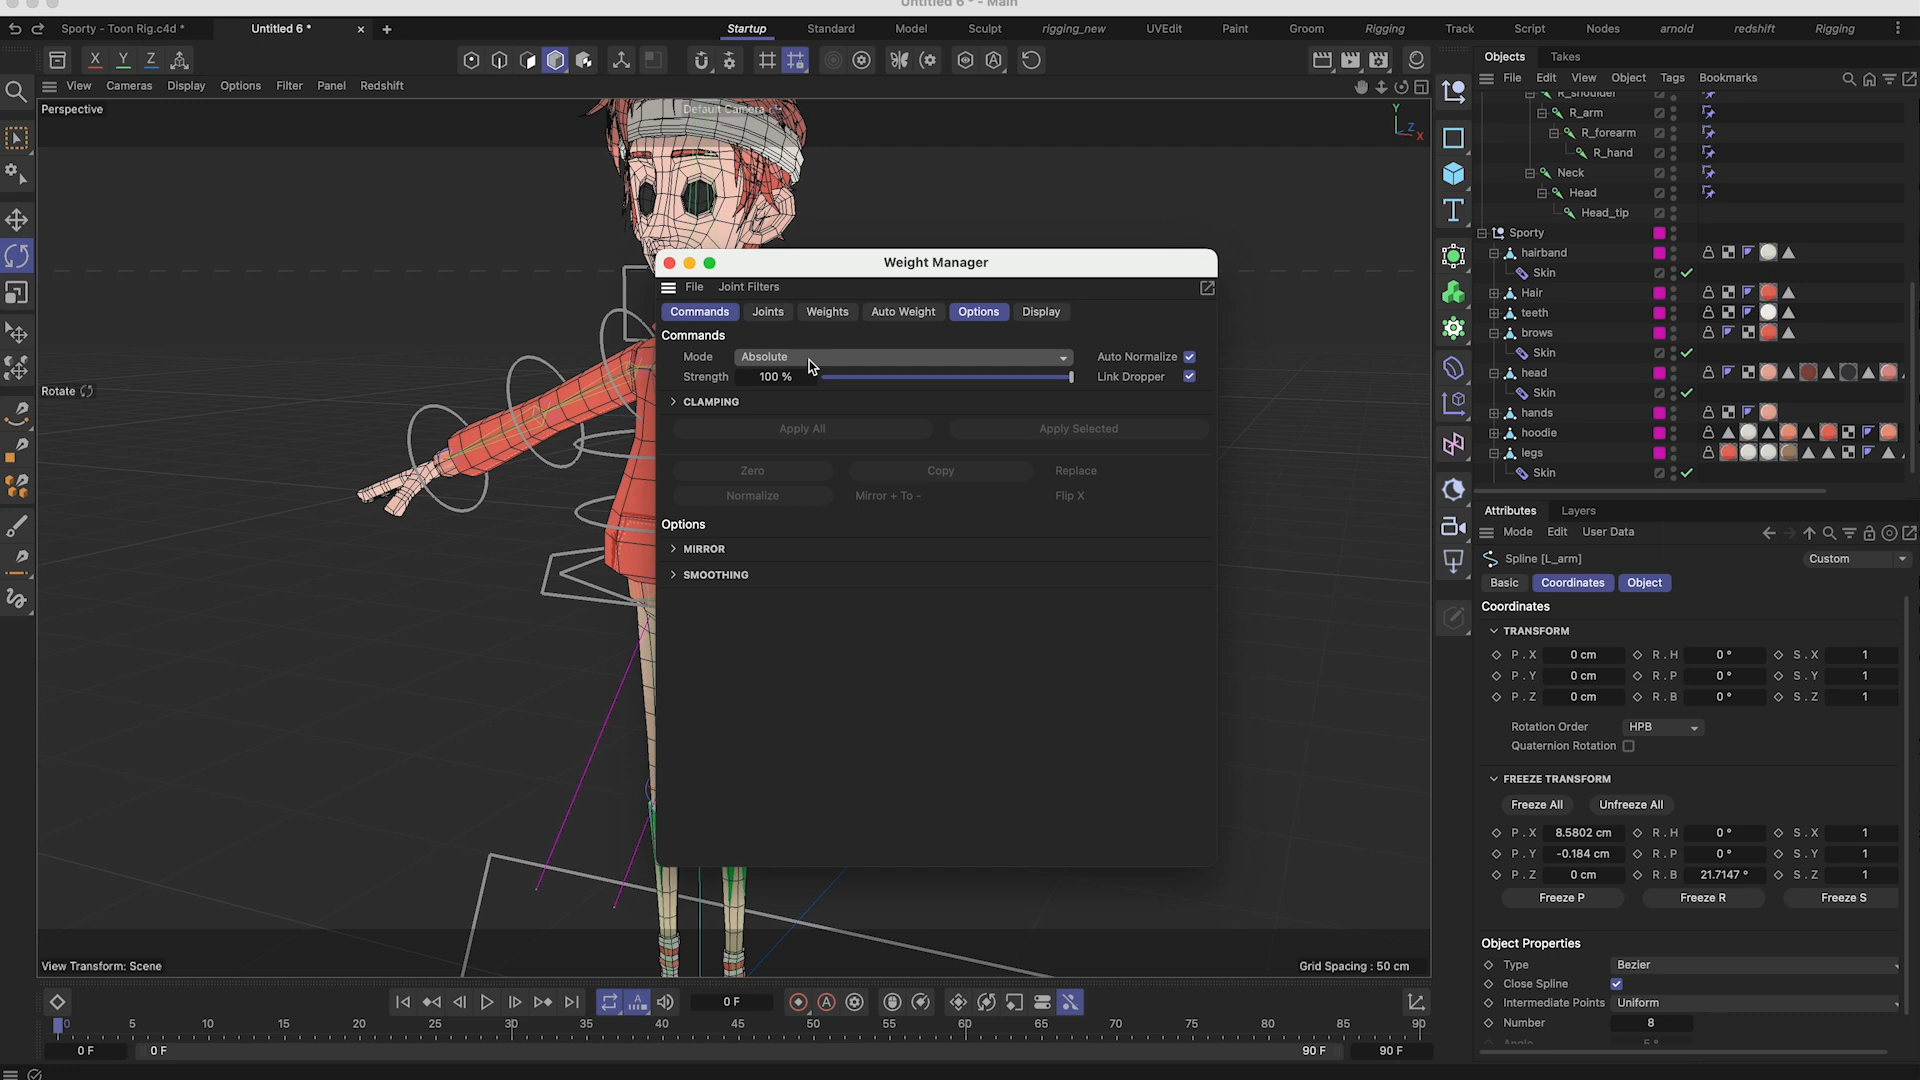 Untitled 6 * - Main
Sporty - Toon Rig.c4d *
Untitled 6 *
Startup
Standard
Model
Sculpt
rigging_new
UVEdit
Paint
Groom
Rigging
Track
Script
Nodes
arnold
redshift
Rigging
X Y Z
View Cameras Display Options Filter Panel Redshift
Perspective
Default Camera
Y
Z
X
Rotate
Weight Manager
File Joint Filters
Commands Joints Weights Auto Weight Options Display
Commands
Mode Absolute Auto Normalize
Strength 100 % Link Dropper
CLAMPING
Apply All Apply Selected
Zero Copy Replace
Normalize Mirror + To - Flip X
Options
MIRROR
SMOOTHING
View Transform: Scene
Grid Spacing : 50 cm
0 F
0 5 10 15 20 25 30 35 40 45 50 55 60 65 70 75 80 85 90
0 F 0 F 90 F 90 F
Objects Takes
File Edit View Object Tags Bookmarks
R_shoulder
R_arm
R_forearm
R_hand
Neck
Head
Head_tip
Sporty
hairband
Skin
Hair
teeth
brows
Skin
head
Skin
hands
hoodie
legs
Skin
Attributes Layers
Mode Edit User Data
Spline [L_arm] Custom
Basic Coordinates Object
Coordinates
TRANSFORM
P . X 0 cm R . H 0 ° S . X 1
P . Y 0 cm R . P 0 ° S . Y 1
P . Z 0 cm R . B 0 ° S . Z 1
Rotation Order HPB
Quaternion Rotation
FREEZE TRANSFORM
Freeze All Unfreeze All
P . X 8.5802 cm R . H 0 ° S . X 1
P . Y -0.184 cm R . P 0 ° S . Y 1
P . Z 0 cm R . B 21.7147 ° S . Z 1
Freeze P Freeze R Freeze S
Object Properties
Type Bezier
Close Spline
Intermediate Points Uniform
Number 8
Angle 5 °